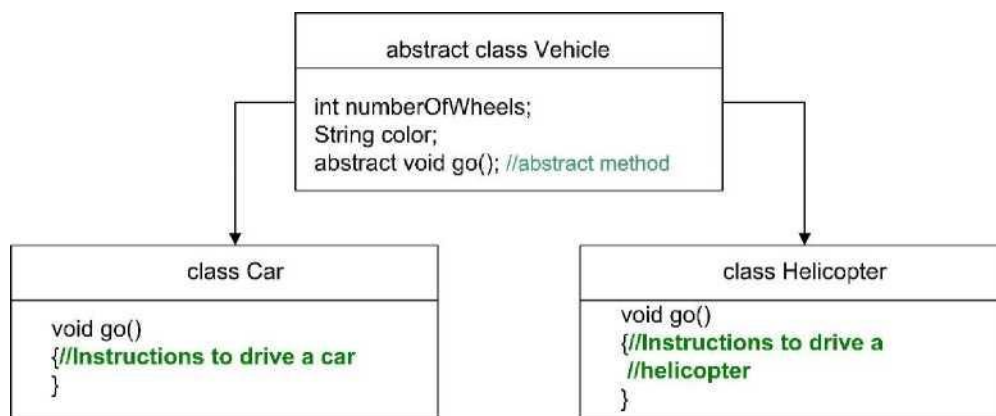 abstract class Vehicle
int numberOfWheels;
String color;
abstract void go(); //abstract method
class Car
void go()
{//Instructions to drive a car
}
class Helicopter
void go()
{//Instructions to drive a
//helicopter
}